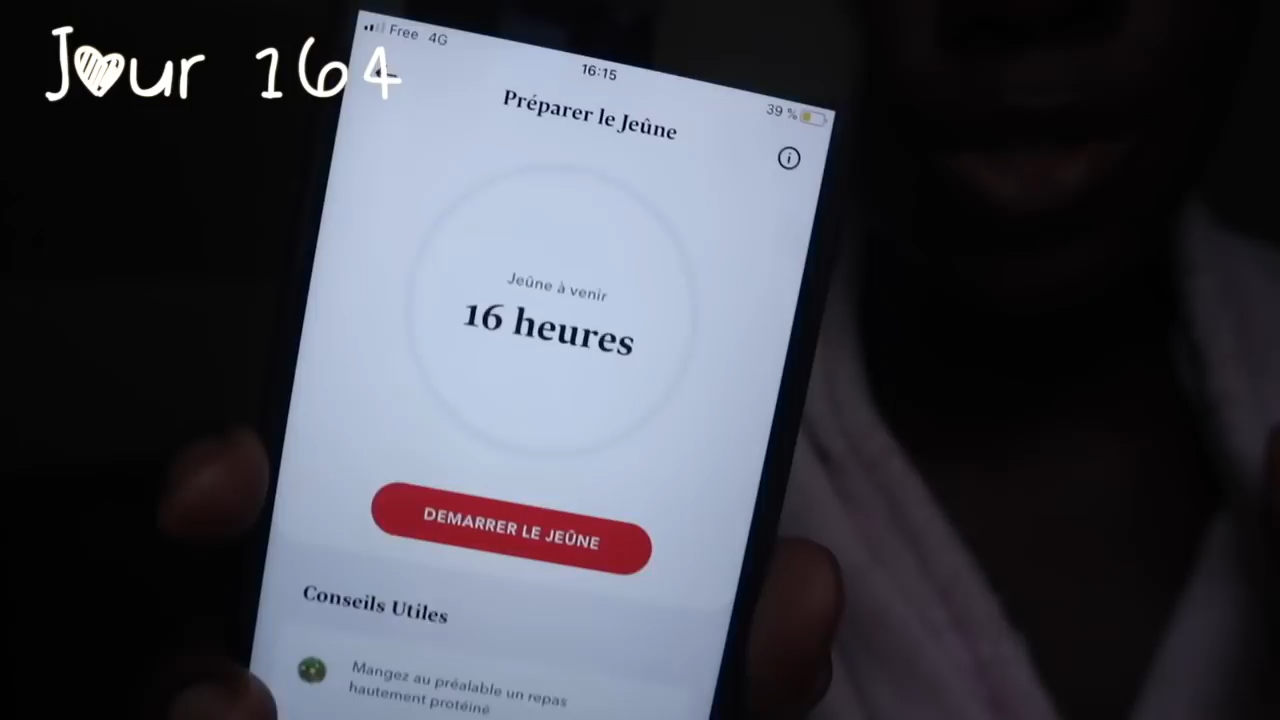 Jour 164
Free 4G
16:15
39 %
Préparer le Jeûne
Jeûne à venir
16 heures
DEMARRER LE JEÛNE
Conseils Utiles
Mangez au préalable un repas
hautement protéiné